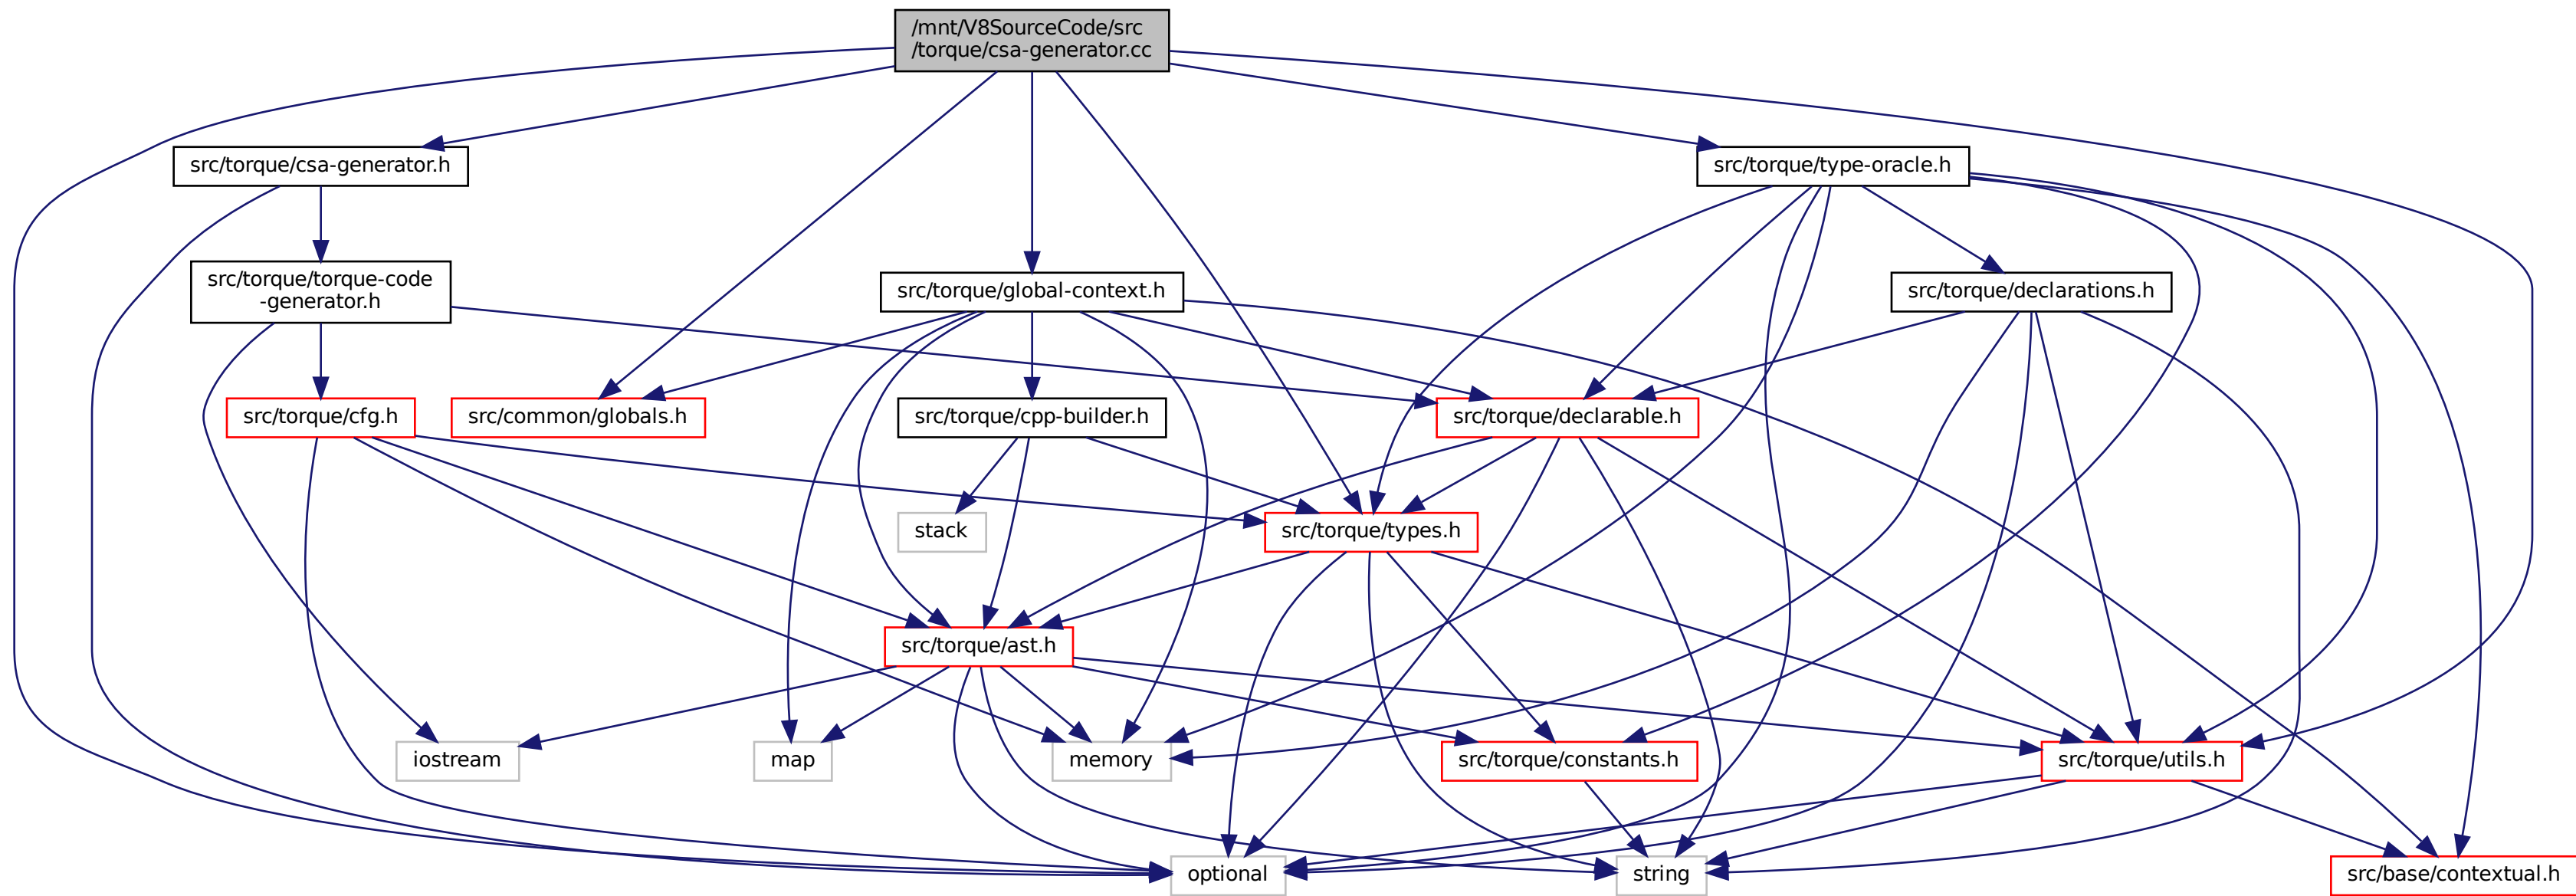 /mnt/V8SourceCode/src
/torque/csa-generator.cc
src/torque/csa-generator.h
src/torque/type-oracle.h
src/torque/torque-code
-generator.h
src/torque/global-context.h
src/torque/declarations.h
src/torque/cfg.h
src/common/globals.h
src/torque/cpp-builder.h
src/torque/declarable.h
stack
src/torque/types.h
src/torque/ast.h
iostream
map
memory
src/torque/constants.h
src/torque/utils.h
optional
string
src/base/contextual.h